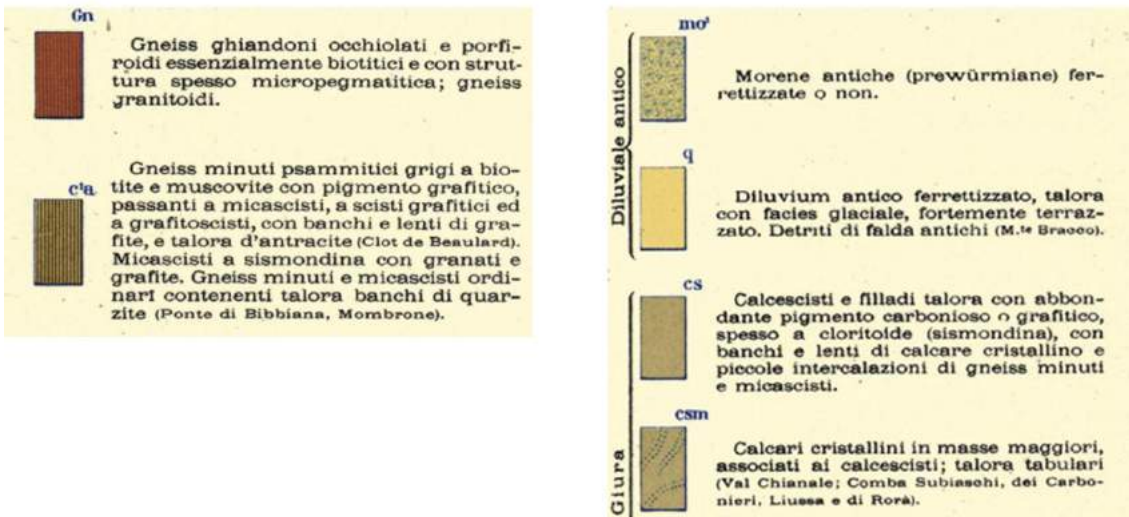 Gn
Gneiss ghiandoni occhiolati e porfi-
roidi essenzialmente biotitici e con strut-
tura spesso micropegmatitica; gneiss
granitoidi.
c¹a
Gneiss minuti psammitici grigi a bio-
tite e muscovite con pigmento grafitico,
passanti a micascisti, a scisti grafitici ed
a grafitoscisti, con banchi e lenti di gra-
fite, e talora d'antracite (Clot de Beaulard).
Micascisti a sismondina con granati e
grafite. Gneiss minuti e micascisti ordi-
nari contenenti talora banchi di quar-
zite (Ponte di Bibbiana, Mombrone).
Diluviale antico
mo¹
Morene antiche (prewürmiane) fer-
rettizzate o non.
q
Diluvium antico ferrettizzato, talora
con facies glaciale, fortemente terraz-
zato. Detriti di falda antichi (M.te Bracco).
Giura
cs
Calcescisti e filladi talora con abbon-
dante pigmento carbonioso o grafitico,
spesso a cloritoide (sismondina), con
banchi e lenti di calcare cristallino e
piccole intercalazioni di gneiss minuti
e micascisti.
csm
Calcari cristallini in masse maggiori,
associati ai calcescisti; talora tabulari
(Val Chianale; Comba Subiaschi, dei Carbo-
nieri, Liussa e di Rorà).